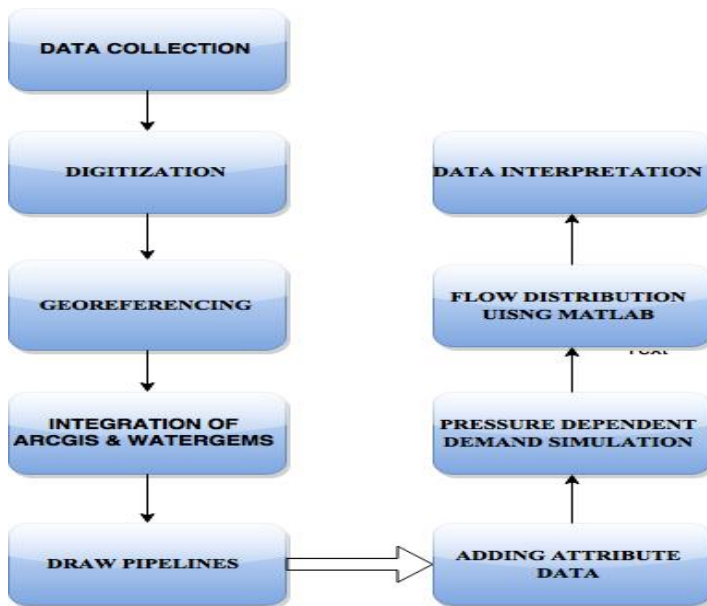 DATA COLLECTION
DIGITIZATION
GEOREFERENCING
INTEGRATION OF
ARCGIS & WATERGEMS
DRAW PIPELINES
ADDING ATTRIBUTE
DATA
PRESSURE DEPENDENT
DEMAND SIMULATION
FLOW DISTRIBUTION
UISNG MATLAB
Text
DATA INTERPRETATION